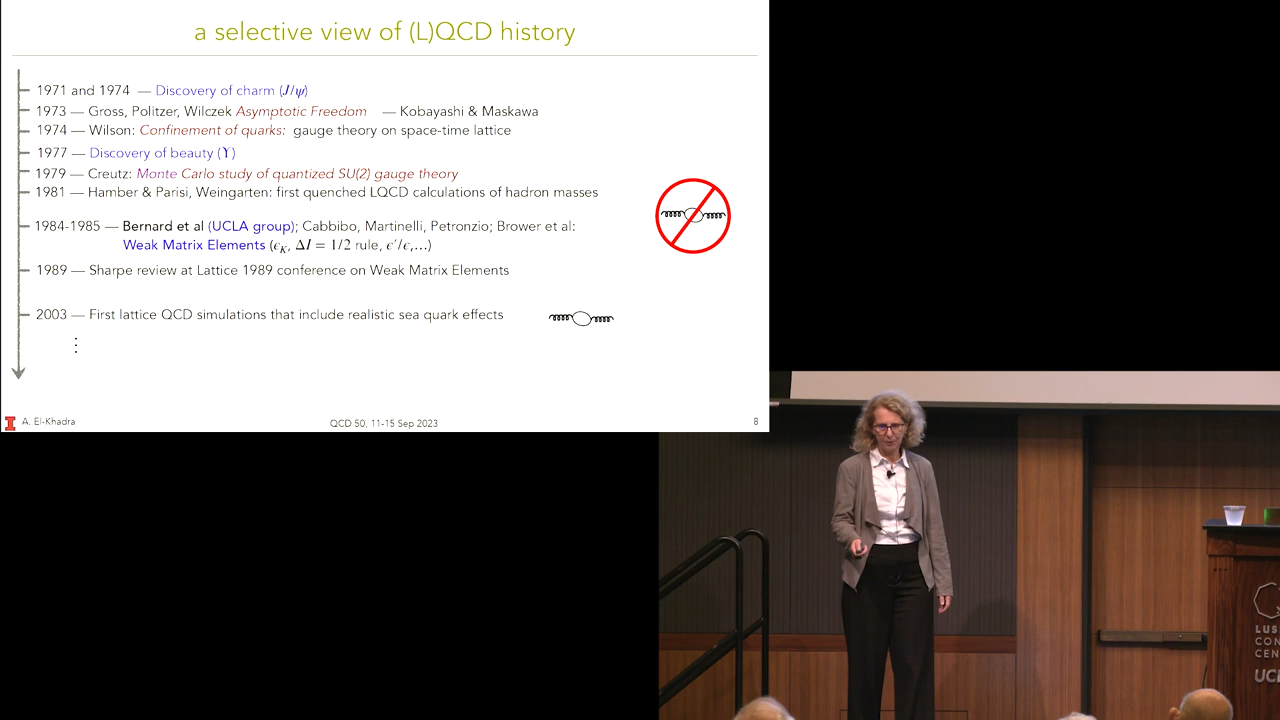 a selective view of (L)QCD history
1971 and 1974 — Discovery of charm (J/ψ)
1973 — Gross, Politzer, Wilczek Asymptotic Freedom — Kobayashi & Maskawa
1974 — Wilson: Confinement of quarks: gauge theory on space-time lattice
1977 — Discovery of beauty (ϒ)
1979 — Creutz: Monte Carlo study of quantized SU(2) gauge theory
1981 — Hamber & Parisi, Weingarten: first quenched LQCD calculations of hadron masses
1984-1985 — Bernard et al (UCLA group); Cabbibo, Martinelli, Petronzio; Brower et al:
Weak Matrix Elements (ϵK, ΔI = 1/2 rule, ϵ′/ϵ,…)
1989 — Sharpe review at Lattice 1989 conference on Weak Matrix Elements
2003 — First lattice QCD simulations that include realistic sea quark effects
⋮
I A. El-Khadra
QCD 50, 11-15 Sep 2023
8
LUS
CON
CEN
UCL